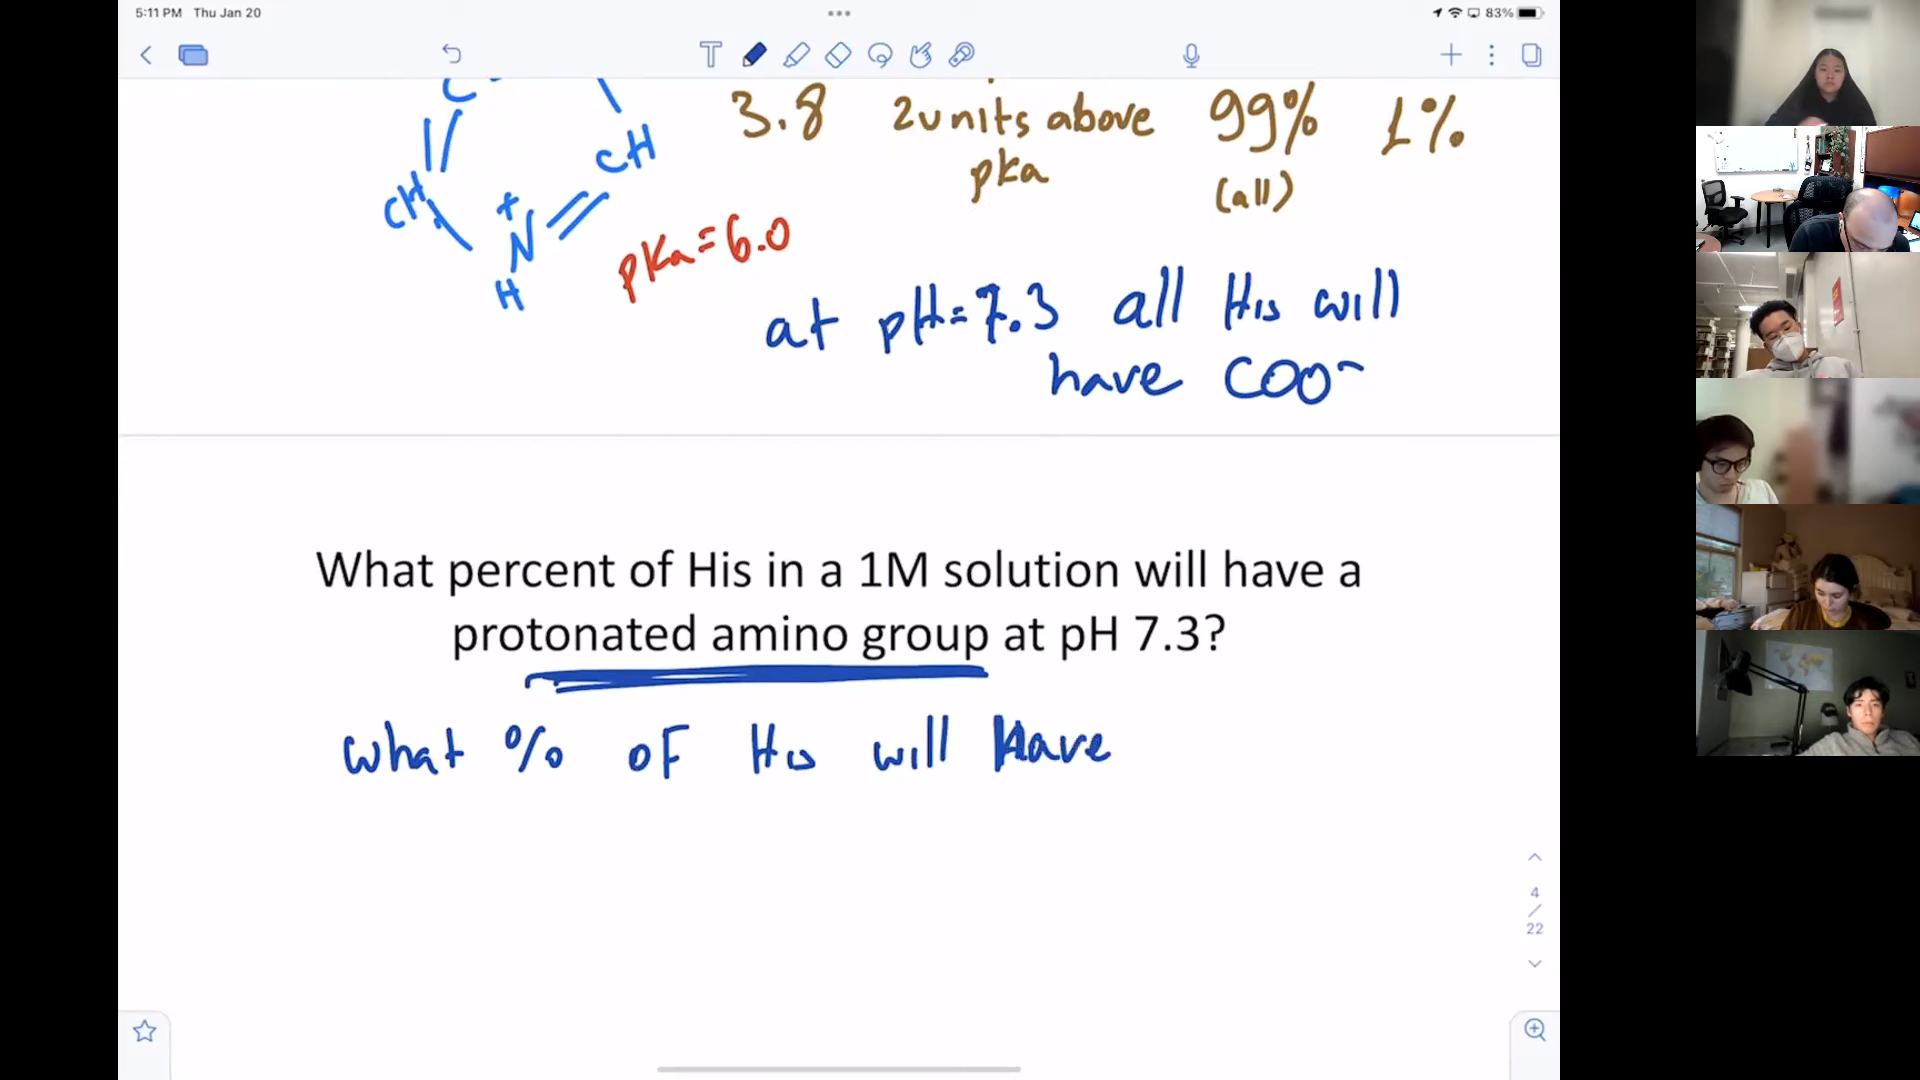 5:11 PM Thu Jan 20
83%
C
CH
CH
+
N
H
pKa=6.0
3.8 2units above 99% 1%
pka (all)
at pH=7.3 all His will
have COO-
What percent of His in a 1M solution will have a
protonated amino group at pH 7.3?
what % of His will Have
4
/
22